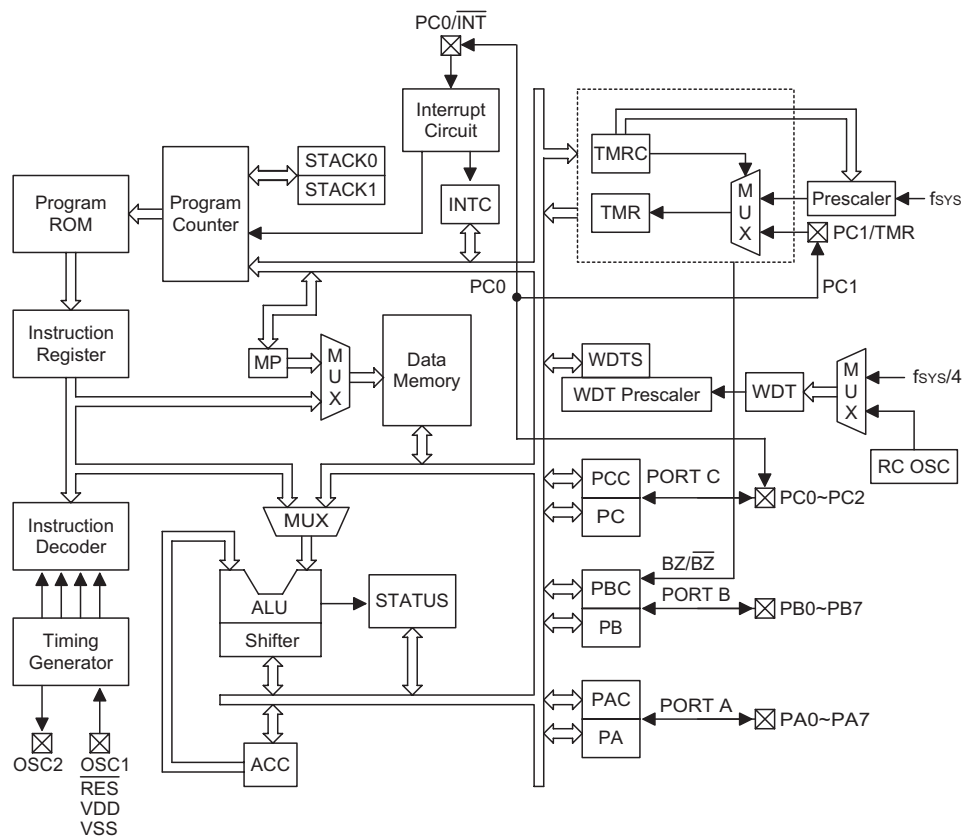 PC0/INT
Interrupt
Circuit
STACK0
STACK1
INTC
Program
ROM
Program
Counter
TMRC
TMR
M
U
X
Prescaler
fSYS
PC1/TMR
PC0
PC1
Instruction
Register
MP
M
U
X
Data
Memory
WDTS
WDT Prescaler
WDT
M
U
X
fSYS/4
RC OSC
PCC
PC
PORT C
PC0~PC2
Instruction
Decoder
MUX
ALU
Shifter
STATUS
BZ/BZ
PBC
PB
PORT B
PB0~PB7
Timing
Generator
PAC
PA
PORT A
PA0~PA7
ACC
OSC2
OSC1
RES
VDD
VSS